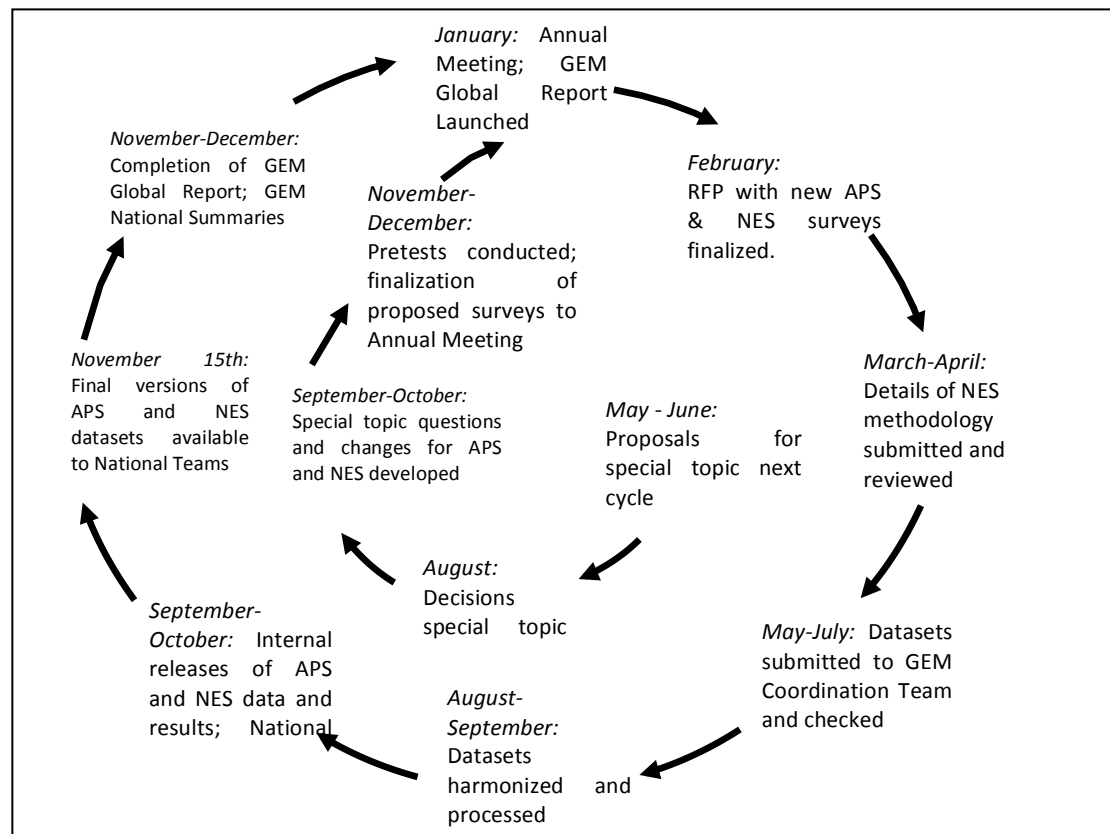 January: Annual
Meeting; GEM
Global Report
Launched
February:
RFP with new APS
& NES surveys
finalized.
March-April:
Details of NES
methodology
submitted and
reviewed
May-July: Datasets
submitted to GEM
Coordination Team
and checked
August-
September:
Datasets
harmonized and
processed
September-
October: Internal
releases of APS
and NES data and
results; National
November 15th:
Final versions of
APS and NES
datasets available
to National Teams
November-December:
Completion of GEM
Global Report; GEM
National Summaries
May - June:
Proposals for
special topic next
cycle
August:
Decisions
special topic
September-October:
Special topic questions
and changes for APS
and NES developed
November-
December:
Pretests conducted;
finalization of
proposed surveys to
Annual Meeting